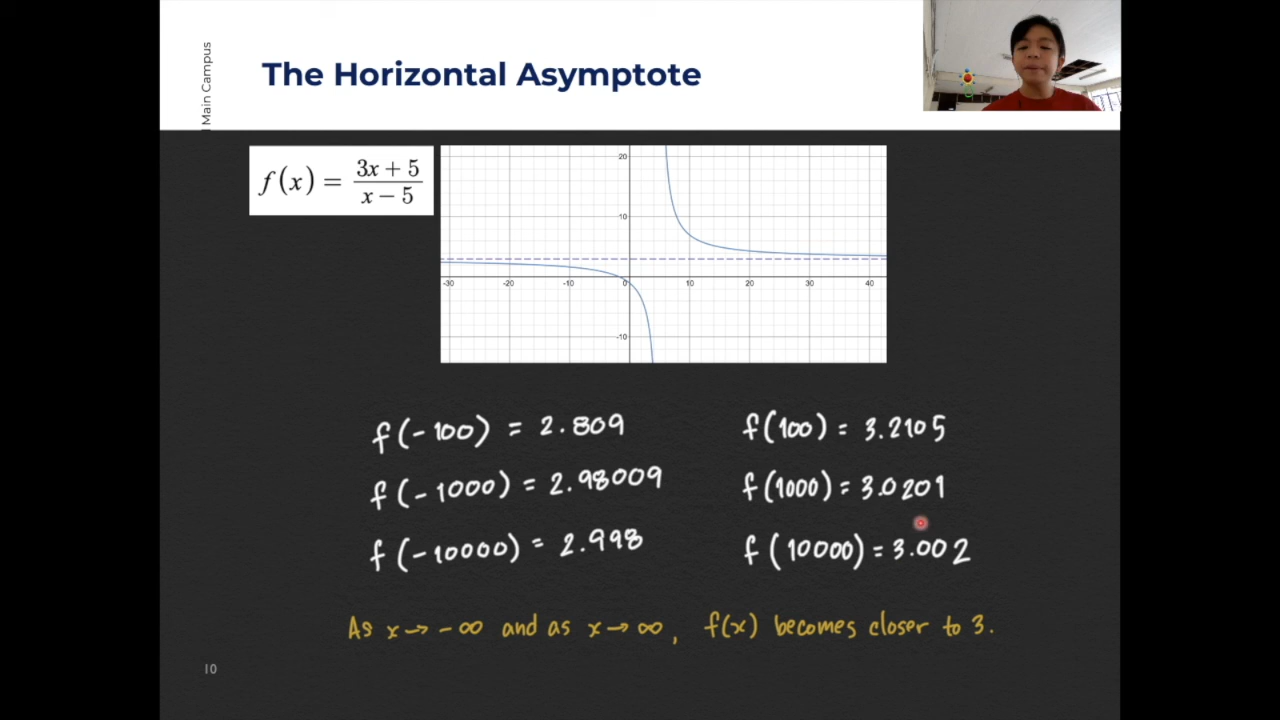 Main Campus
The Horizontal Asymptote
f(x) = \frac{3x + 5}{x - 5}
20
10
-30 -20 -10 0 10 20 30 40
-10
f(-100) = 2.809
f(100) = 3.2105
f(-1000) = 2.98009
f(1000) = 3.0201
f(-10000) = 2.998
f(10000) = 3.002
As x→-∞ and as x→∞, f(x) becomes closer to 3.
10